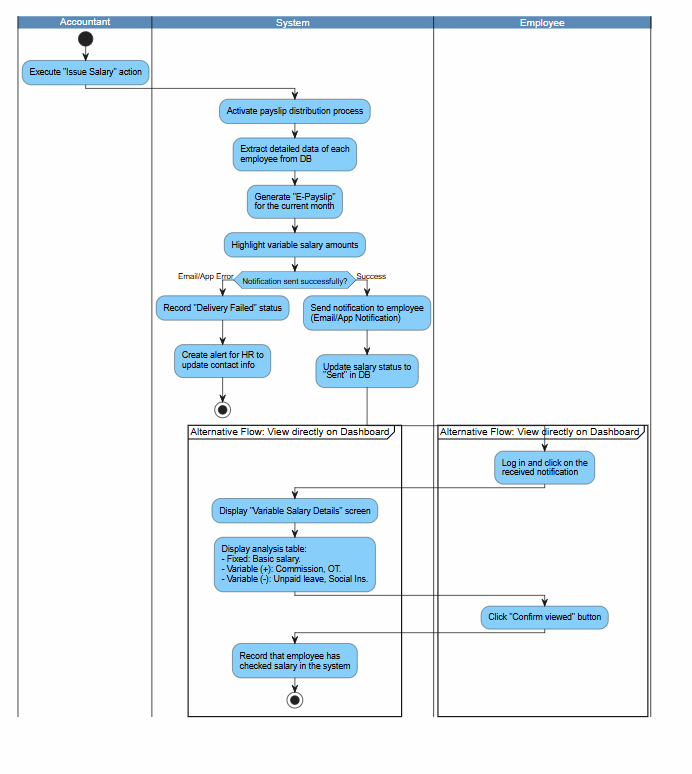 Accountant
System
Employee
Execute "Issue Salary" action
Activate payslip distribution process
Extract detailed data of each
employee from DB
Generate "E-Payslip"
for the current month
Highlight variable salary amounts
Email/App Error
Notification sent successfully?
Success
Record "Delivery Failed" status
Send notification to employee
(Email/App Notification)
Create alert for HR to
update contact info
Update salary status to
"Sent" in DB
Alternative Flow: View directly on Dashboard
Alternative Flow: View directly on Dashboard
Log in and click on the
received notification
Display "Variable Salary Details" screen
Display analysis table:
- Fixed: Basic salary.
- Variable (+): Commission, OT.
- Variable (-): Unpaid leave, Social Ins.
Click "Confirm viewed" button
Record that employee has
checked salary in the system